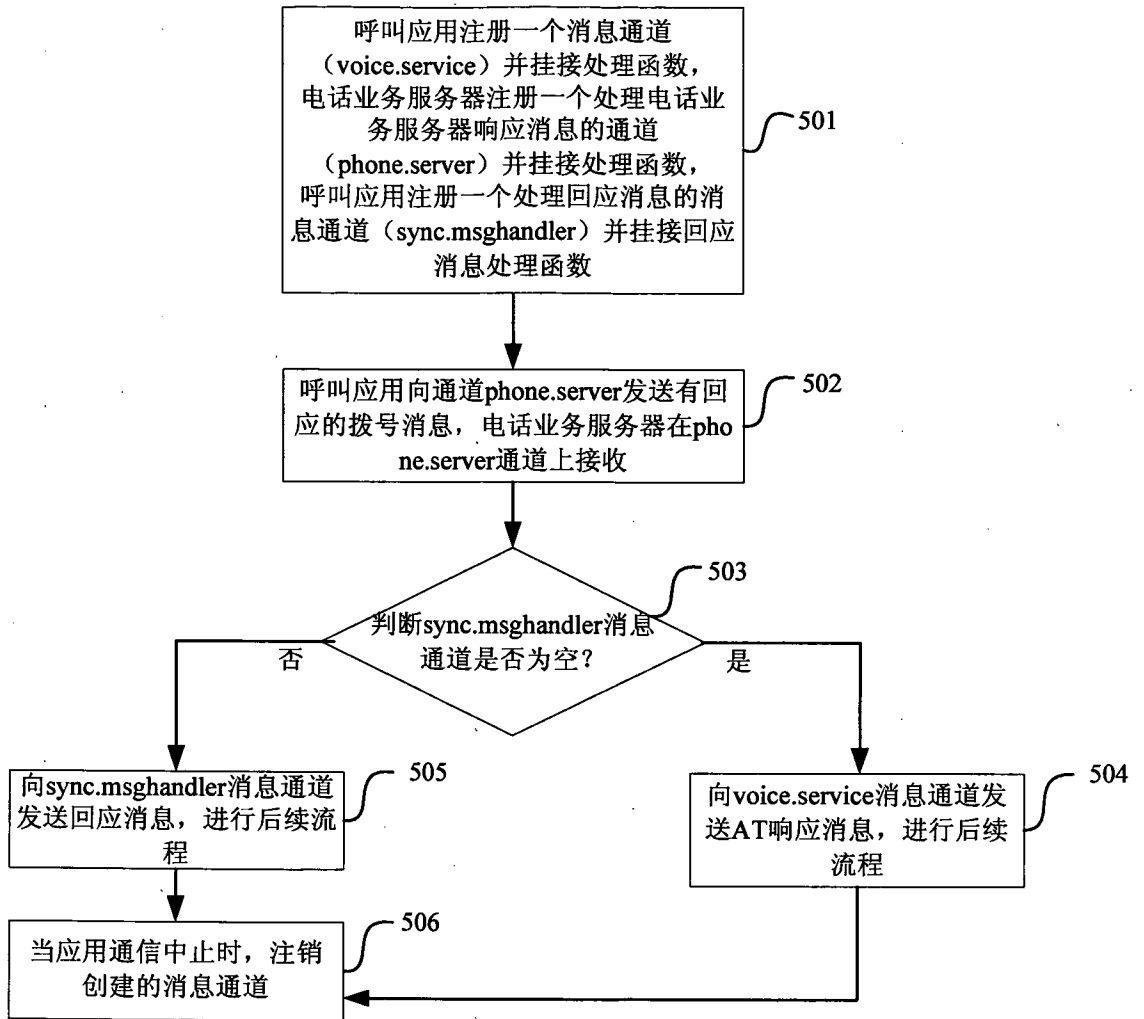 呼叫应用注册一个消息通道
（voice.service）并挂接处理函数，
电话业务服务器注册一个处理电话业
务服务器响应消息的通道
（phone.server）并挂接处理函数，
呼叫应用注册一个处理回应消息的消
息通道（sync.msghandler）并挂接回应
消息处理函数
501
呼叫应用向通道phone.server发送有回
应的拨号消息，电话业务服务器在pho
ne.server通道上接收
502
503
判断sync.msghandler消息
通道是否为空？
否
是
向sync.msghandler消息通道
发送回应消息，进行后续流
程
505
向voice.service消息通道发
送AT响应消息，进行后续
流程
504
当应用通信中止时，注销
创建的消息通道
506